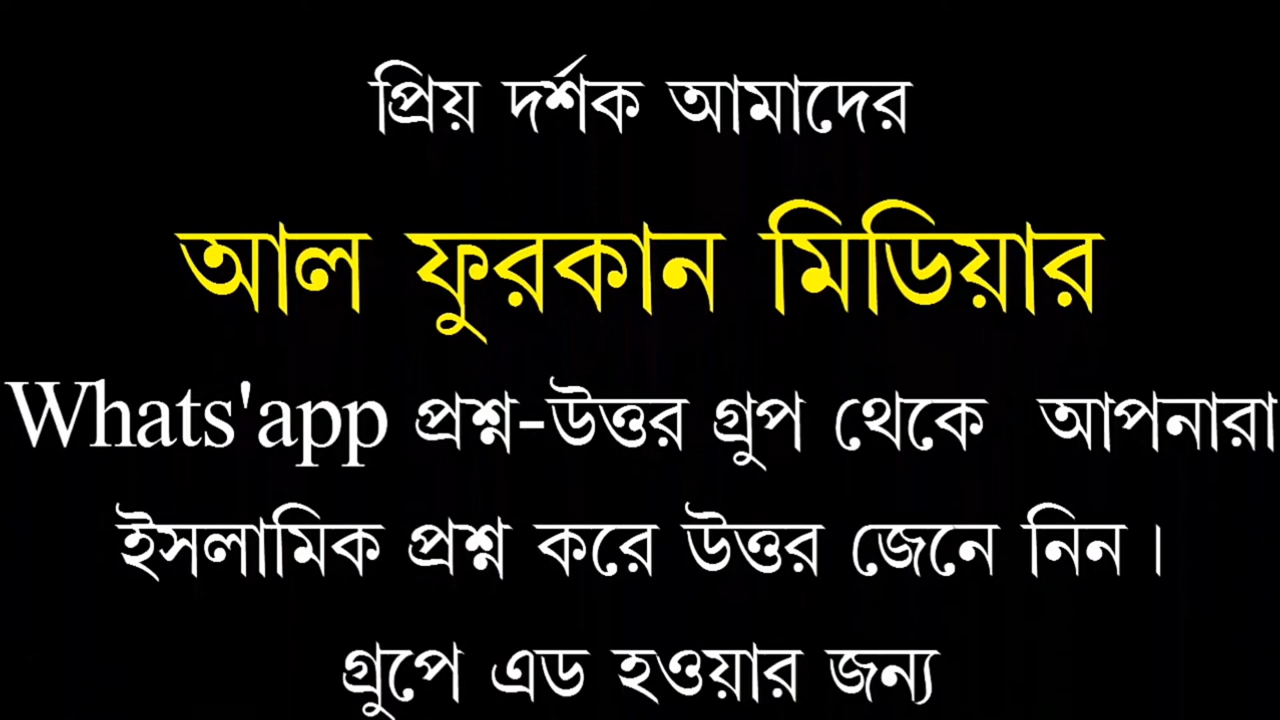 প্রিয় দর্শক আমাদের
আল ফুরকান মিডিয়ার
Whats'app প্রশ্ন-উত্তর গ্রুপ থেকে আপনারা
ইসলামিক প্রশ্ন করে উত্তর জেনে নিন।
গ্রুপে এড হওয়ার জন্য